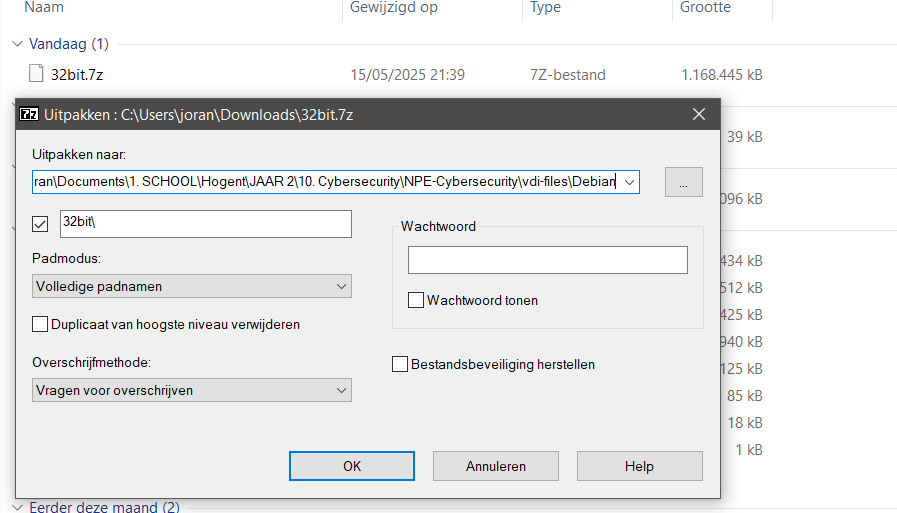 Naam Gewijzigd op Type Grootte
Vandaag (1)
32bit.7z 15/05/2025 21:39 7Z-bestand 1.168.445 kB
7z Uitpakken : C:\Users\joran\Downloads\32bit.7z
39 kB
Uitpakken naar:
ran\Documents\1. SCHOOL\Hogent\JAAR 2\10. Cybersecurity\NPE-Cybersecurity\vdi-files\Debian ...
096 kB
32bit\
Wachtwoord
Padmodus:
434 kB
Volledige padnamen
512 kB
Wachtwoord tonen
Duplicaat van hoogste niveau verwijderen
425 kB
940 kB
Overschrijfmethode:
Bestandsbeveiliging herstellen
125 kB
Vragen voor overschrijven
85 kB
18 kB
1 kB
OK Annuleren Help
Eerder deze maand (2)